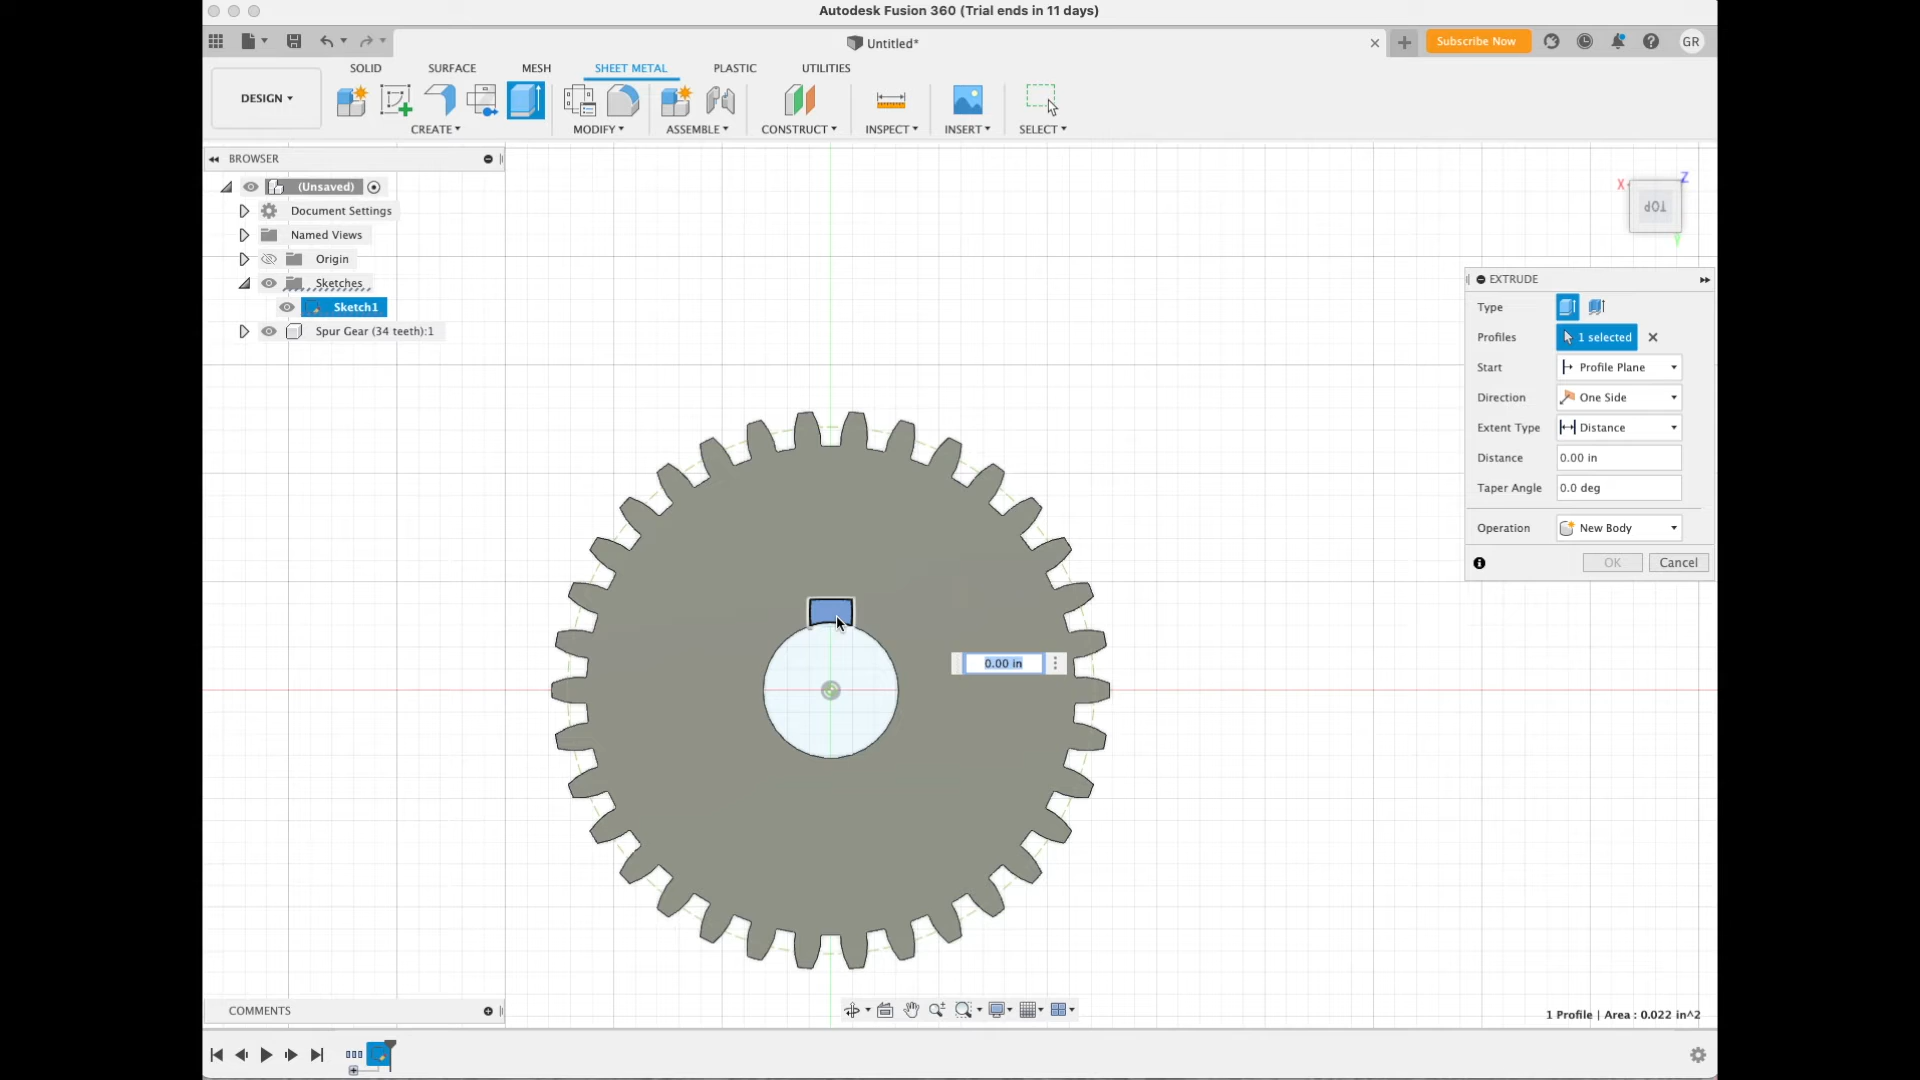 Autodesk Fusion 360 (Trial ends in 11 days)
Untitled*
Subscribe Now
GR
SOLID
SURFACE
MESH
SHEET METAL
PLASTIC
UTILITIES
DESIGN
CREATE
MODIFY
ASSEMBLE
CONSTRUCT
INSPECT
INSERT
SELECT
BROWSER
(Unsaved)
Document Settings
Named Views
Origin
Sketches
Sketch1
Spur Gear (34 teeth):1
X
Z
TOP
Y
EXTRUDE
Type
Profiles
1 selected
Start
Profile Plane
Direction
One Side
Extent Type
Distance
Distance
0.00 in
Taper Angle
0.0 deg
Operation
New Body
OK
Cancel
0.00 in
COMMENTS
1 Profile | Area : 0.022 in^2